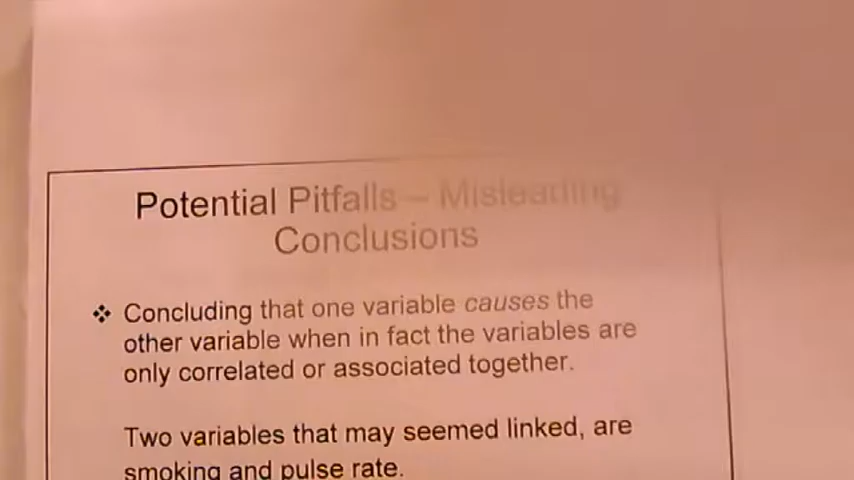 Potential Pitfalls – Misleading
Conclusions
❖ Concluding that one variable causes the
other variable when in fact the variables are
only correlated or associated together.
Two variables that may seemed linked, are
smoking and pulse rate.